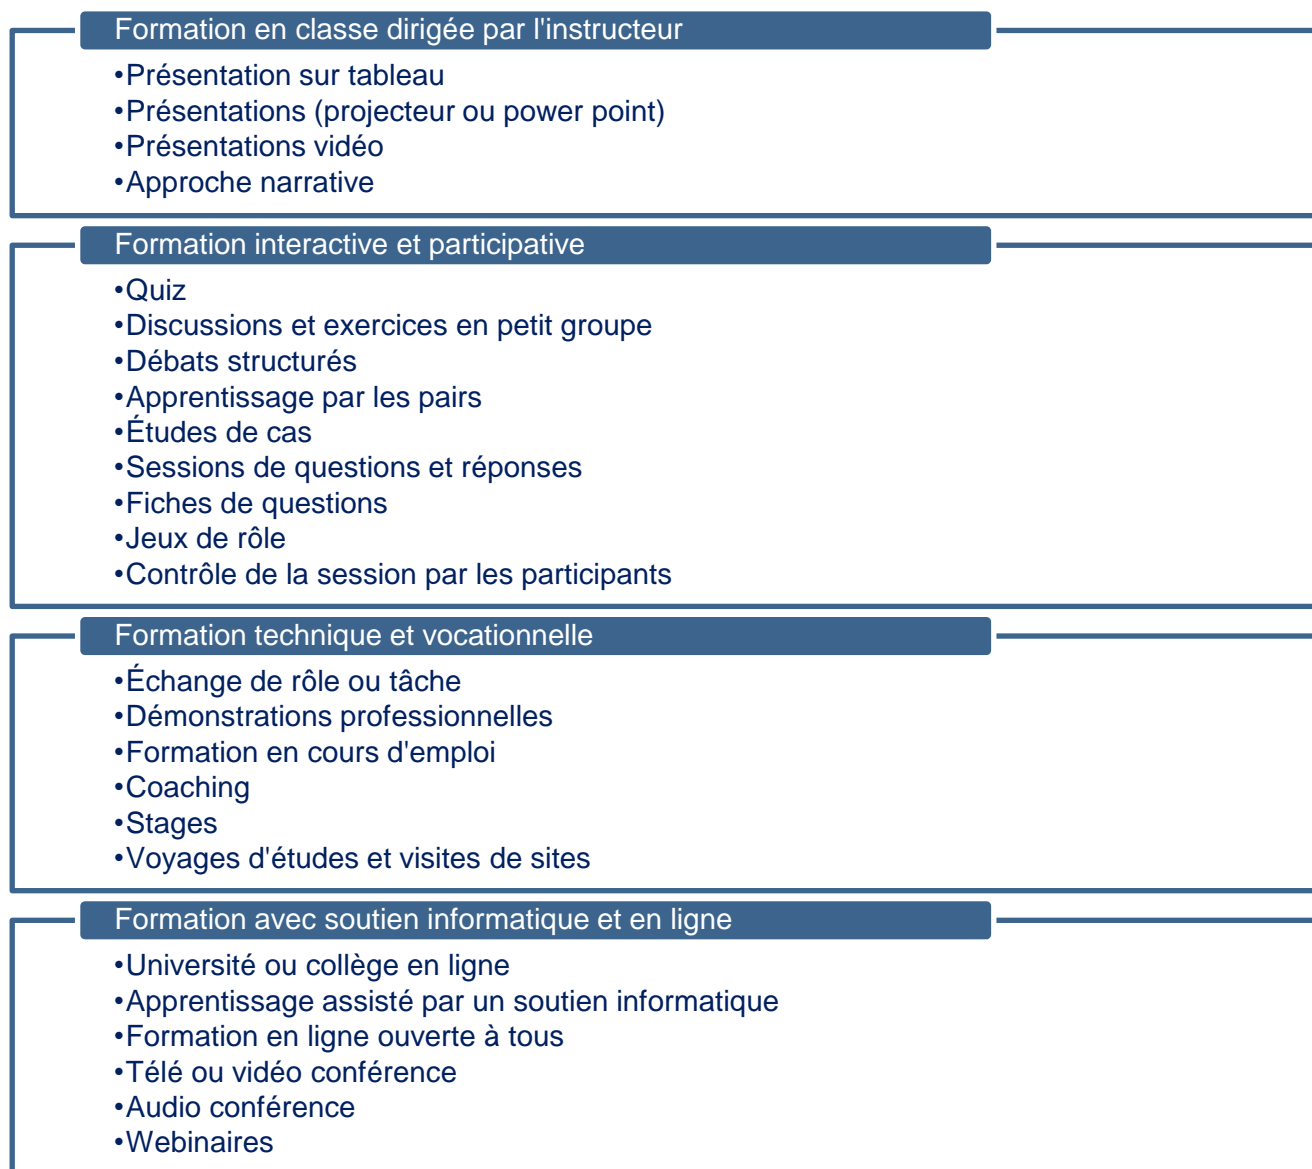 Formation en classe dirigée par l'instructeur
•Présentation sur tableau
•Présentations (projecteur ou power point)
•Présentations vidéo
•Approche narrative
Formation interactive et participative
•Quiz
•Discussions et exercices en petit groupe
•Débats structurés
•Apprentissage par les pairs
•Études de cas
•Sessions de questions et réponses
•Fiches de questions
•Jeux de rôle
•Contrôle de la session par les participants
Formation technique et vocationnelle
•Échange de rôle ou tâche
•Démonstrations professionnelles
•Formation en cours d'emploi
•Coaching
•Stages
•Voyages d'études et visites de sites
Formation avec soutien informatique et en ligne
•Université ou collège en ligne
•Apprentissage assisté par un soutien informatique
•Formation en ligne ouverte à tous
•Télé ou vidéo conférence
•Audio conférence
•Webinaires